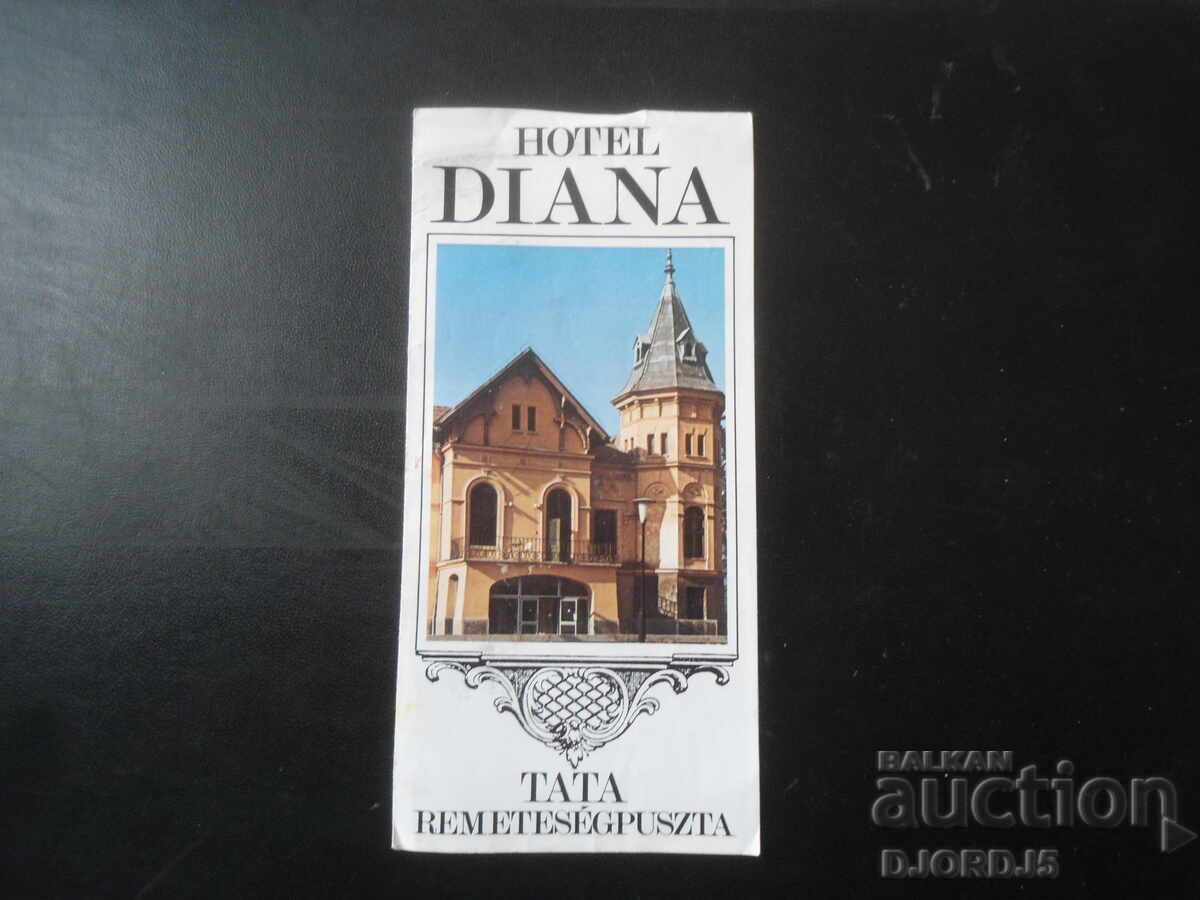 HOTEL
DIANA
TATA
REMETESÉGPUSZTA
BALKAN
auction
DJORDJ5